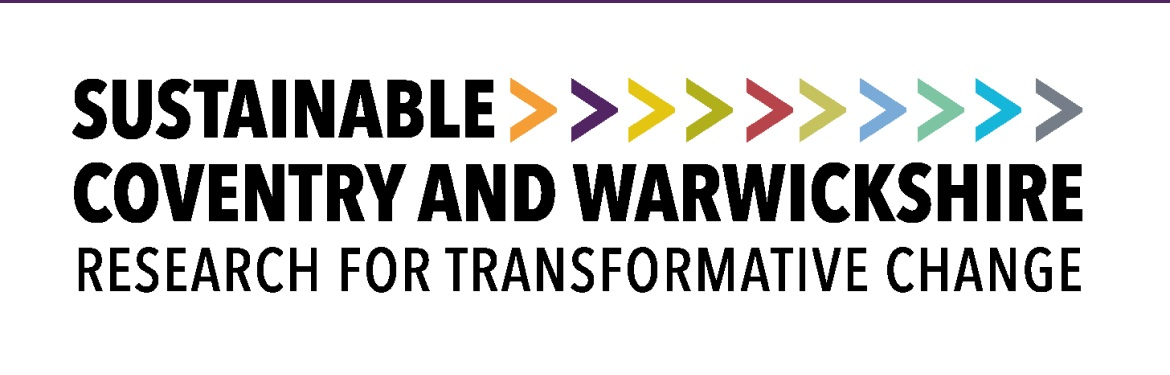 SUSTAINABLE
COVENTRY AND WARWICKSHIRE
RESEARCH FOR TRANSFORMATIVE CHANGE